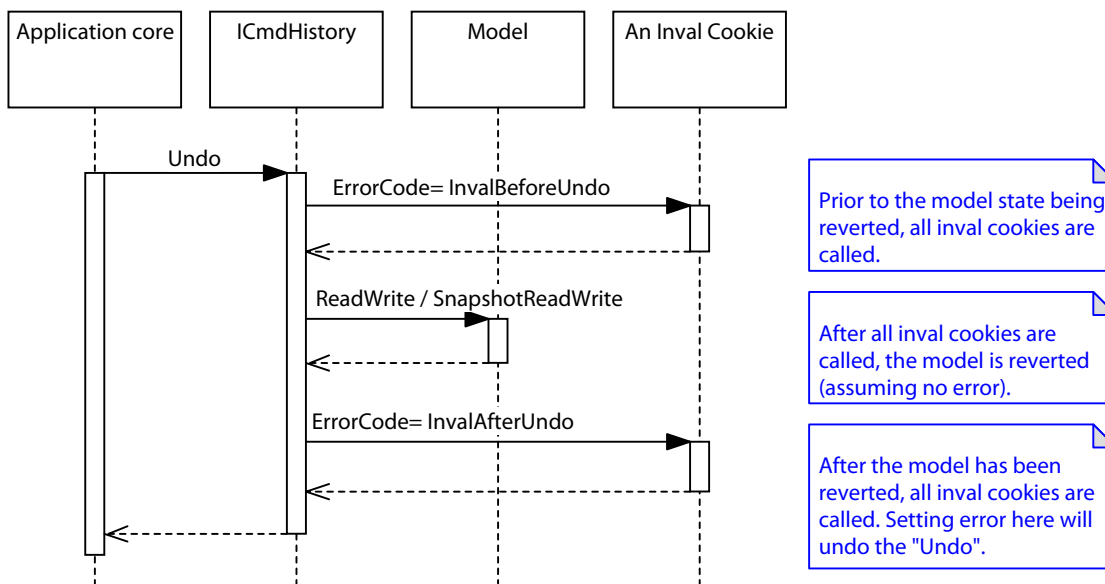 Application core
ICmdHistory
Model
An Inval Cookie
Undo
ErrorCode= InvalBeforeUndo
Prior to the model state being
reverted, all inval cookies are
called.
ReadWrite / SnapshotReadWrite
After all inval cookies are
called, the model is reverted
(assuming no error).
ErrorCode= InvalAfterUndo
After the model has been
reverted, all inval cookies are
called. Setting error here will
undo the "Undo".